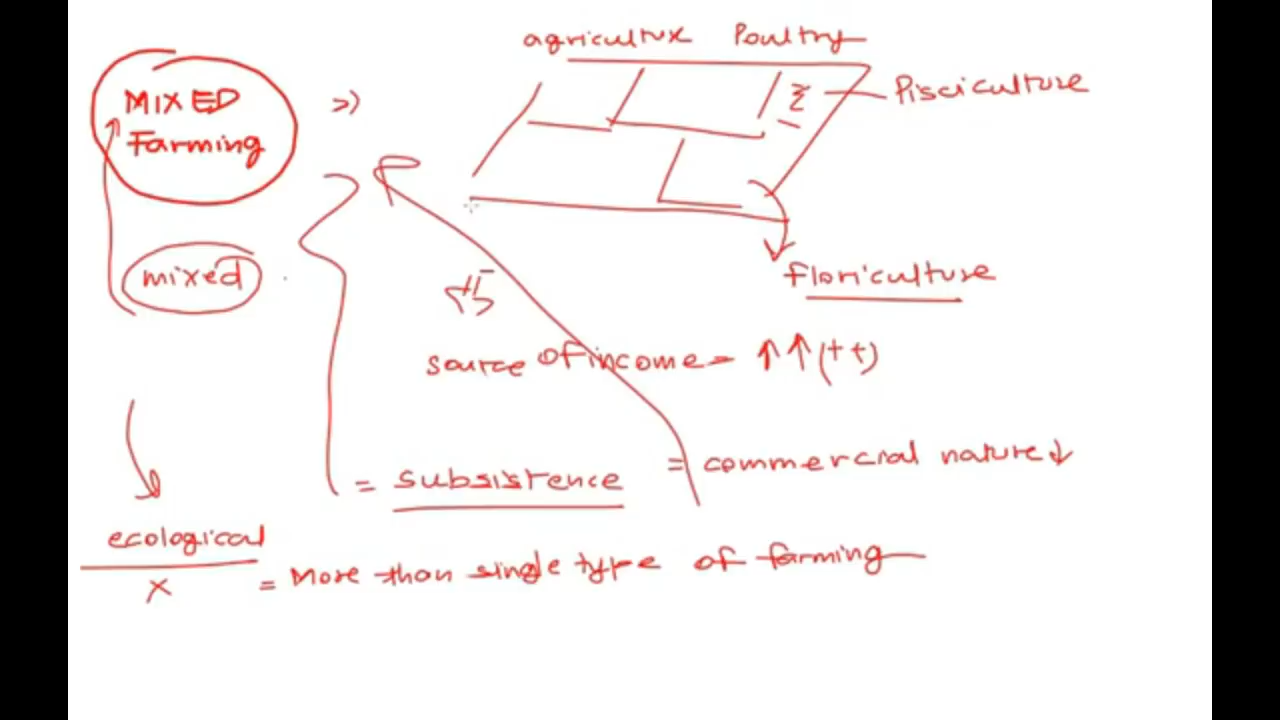 agriculture Poultry
MIXED
Farming
=>)
Pisciculture
mixed
floriculture
source of income = ↑↑ (++)
= subsistence = commercial nature ↓
ecological
x
= More than single type of farming